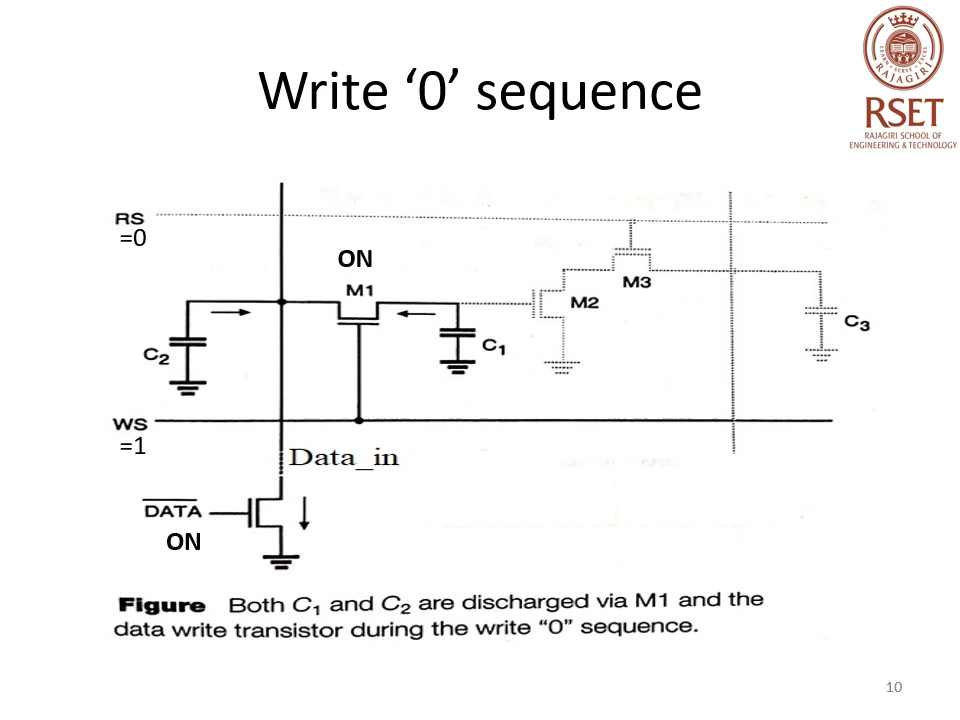 Write ‘0’ sequence
RAJAGIRI
RSET
RAJAGIRI SCHOOL OF
ENGINEERING & TECHNOLOGY
RS
=0
ON
M1
M2
M3
C2
C1
C3
WS
=1
Data_in
DATA
ON
Figure Both C1 and C2 are discharged via M1 and the
data write transistor during the write “0” sequence.
10